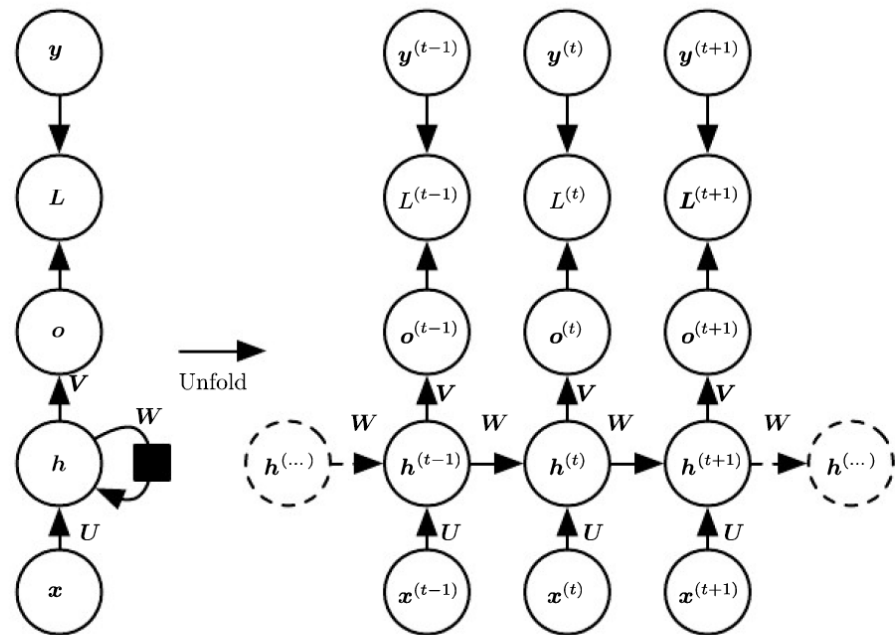 y y^(t−1) y^(t) y^(t+1)
L L^(t−1) L^(t) L^(t+1)
o o^(t−1) o^(t) o^(t+1)
Unfold
V V V V
W W W W W
h h^(...) h^(t−1) h^(t) h^(t+1) h^(...)
U U U U
x x^(t−1) x^(t) x^(t+1)